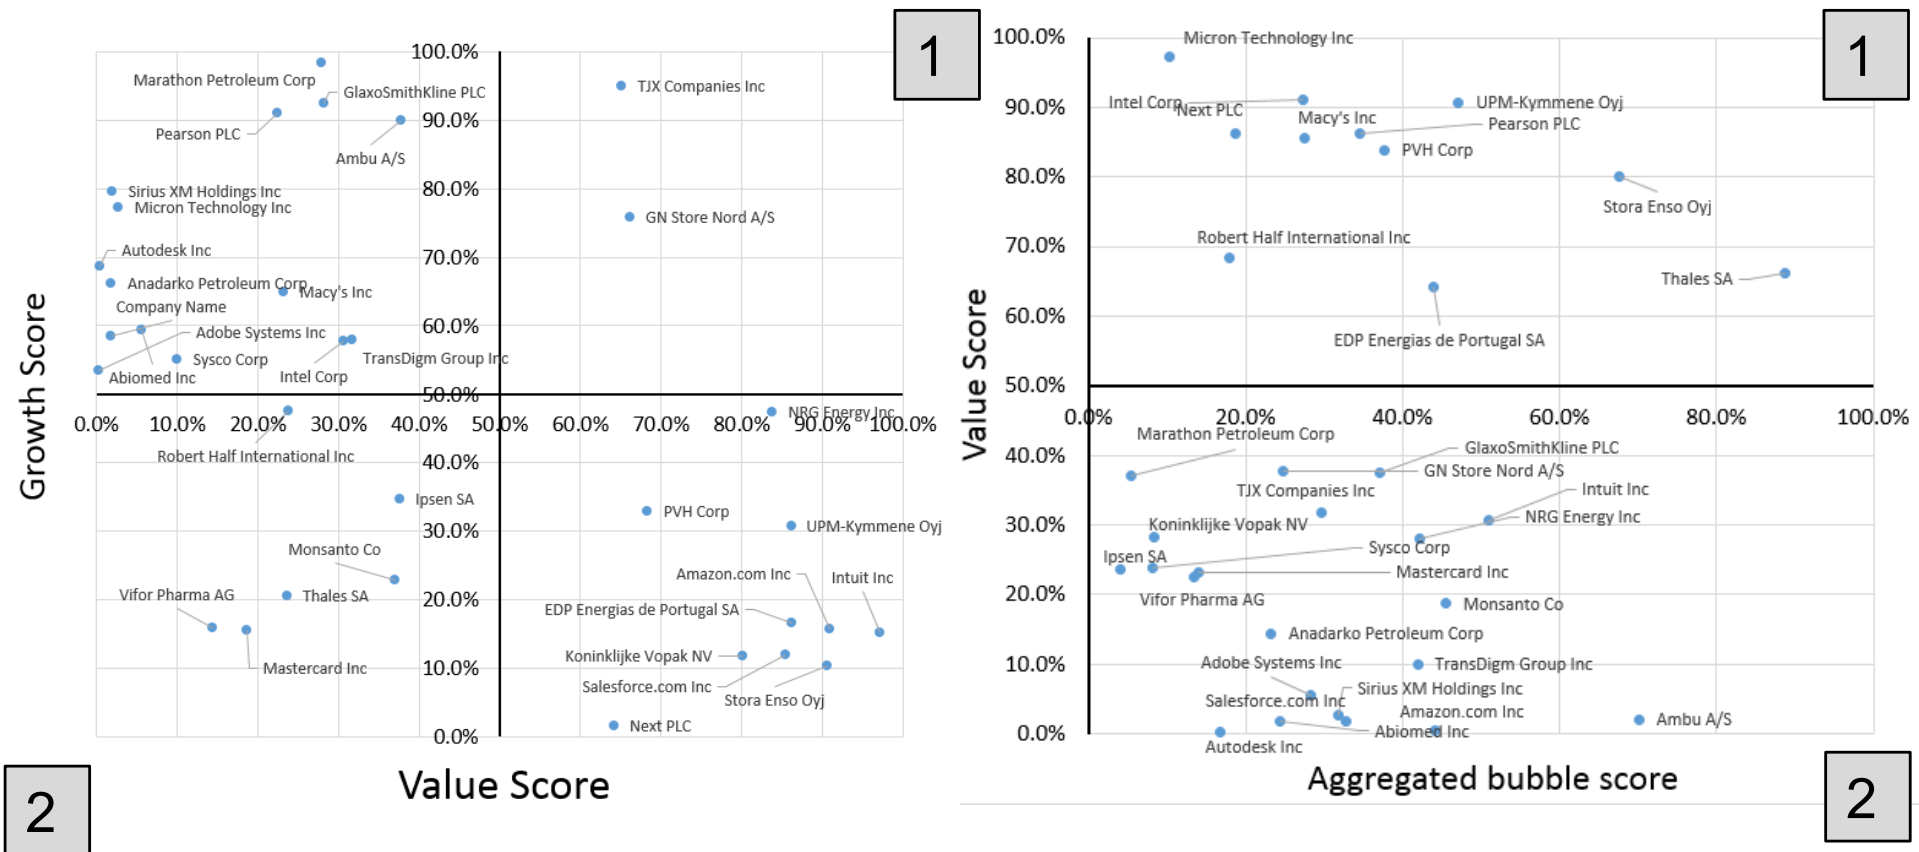 1
100.0%
Marathon Petroleum Corp
GlaxoSmithKline PLC
TJX Companies Inc
90.0%
Pearson PLC
Ambu A/S
80.0%
Sirius XM Holdings Inc
Micron Technology Inc
GN Store Nord A/S
70.0%
Autodesk Inc
Anadarko Petroleum Corp
Macy's Inc
Company Name
60.0%
Adobe Systems Inc
Sysco Corp
TransDigm Group Inc
Abiomed Inc
Intel Corp
50.0%
NRG Energy Inc
0.0% 10.0% 20.0% 30.0% 40.0% 50.0% 60.0% 70.0% 80.0% 90.0% 100.0%
Robert Half International Inc
40.0%
Ipsen SA
PVH Corp
UPM-Kymmene Oyj
30.0%
Monsanto Co
Amazon.com Inc
Intuit Inc
Vifor Pharma AG
Thales SA
20.0%
EDP Energias de Portugal SA
Koninklijke Vopak NV
Mastercard Inc
10.0%
Salesforce.com Inc
Stora Enso Oyj
Next PLC
0.0%
Growth Score
Value Score
2
1
100.0%
Micron Technology Inc
90.0%
Intel Corp
Next PLC
UPM-Kymmene Oyj
Macy's Inc
Pearson PLC
PVH Corp
80.0%
Stora Enso Oyj
70.0%
Robert Half International Inc
Thales SA
60.0%
EDP Energias de Portugal SA
50.0%
0.0% 20.0% 40.0% 60.0% 80.0% 100.0%
Marathon Petroleum Corp
40.0%
GlaxoSmithKline PLC
GN Store Nord A/S
TJX Companies Inc
Intuit Inc
30.0%
Koninklijke Vopak NV
NRG Energy Inc
Sysco Corp
Ipsen SA
Mastercard Inc
20.0%
Vifor Pharma AG
Monsanto Co
Anadarko Petroleum Corp
10.0%
Adobe Systems Inc
TransDigm Group Inc
Sirius XM Holdings Inc
Salesforce.com Inc
Amazon.com Inc
Ambu A/S
0.0%
Abiomed Inc
Autodesk Inc
Value Score
Aggregated bubble score
2